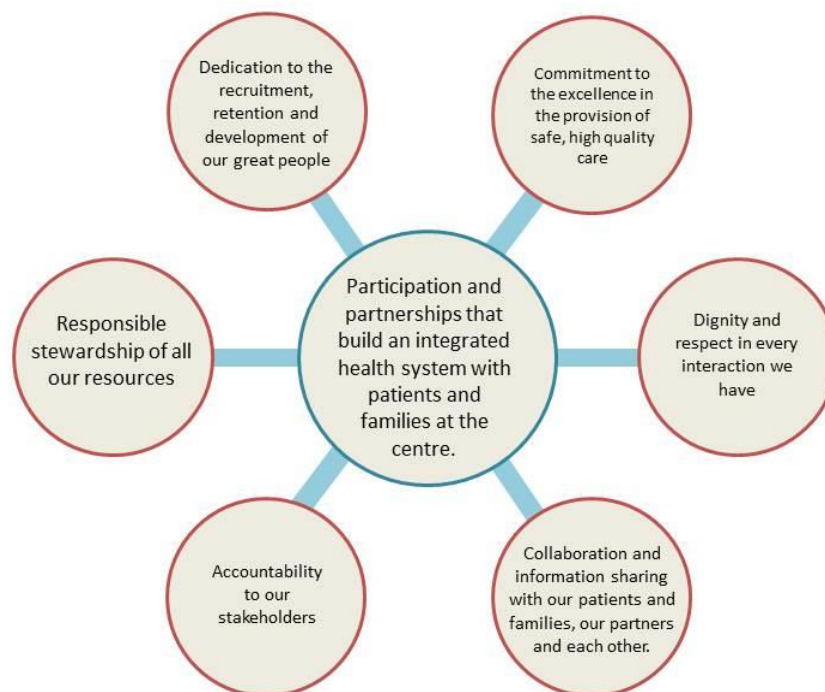 Dedication to the
recruitment,
retention and
development of
our great people
Commitment to
the excellence in
the provision of
safe, high quality
care
Participation and
partnerships that
build an integrated
health system with
patients and
families at the
centre.
Responsible
stewardship of all
our resources
Dignity and
respect in every
interaction we
have
Accountability
to our
stakeholders
Collaboration and
information sharing
with our patients and
families, our partners
and each other.